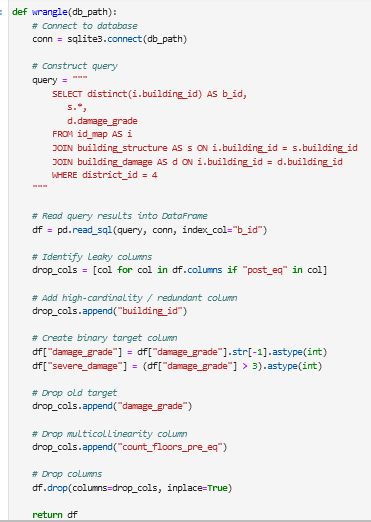 def wrangle(db_path):
    # Connect to database
    conn = sqlite3.connect(db_path)

    # Construct query
    query = """
        SELECT distinct(i.building_id) AS b_id,
           s.*,
           d.damage_grade
        FROM id_map AS i
        JOIN building_structure AS s ON i.building_id = s.building_id
        JOIN building_damage AS d ON i.building_id = d.building_id
        WHERE district_id = 4
    """

    # Read query results into DataFrame
    df = pd.read_sql(query, conn, index_col="b_id")

    # Identify leaky columns
    drop_cols = [col for col in df.columns if "post_eq" in col]

    # Add high-cardinality / redundant column
    drop_cols.append("building_id")

    # Create binary target column
    df["damage_grade"] = df["damage_grade"].str[-1].astype(int)
    df["severe_damage"] = (df["damage_grade"] > 3).astype(int)

    # Drop old target
    drop_cols.append("damage_grade")

    # Drop multicollinearity column
    drop_cols.append("count_floors_pre_eq")

    # Drop columns
    df.drop(columns=drop_cols, inplace=True)

    return df